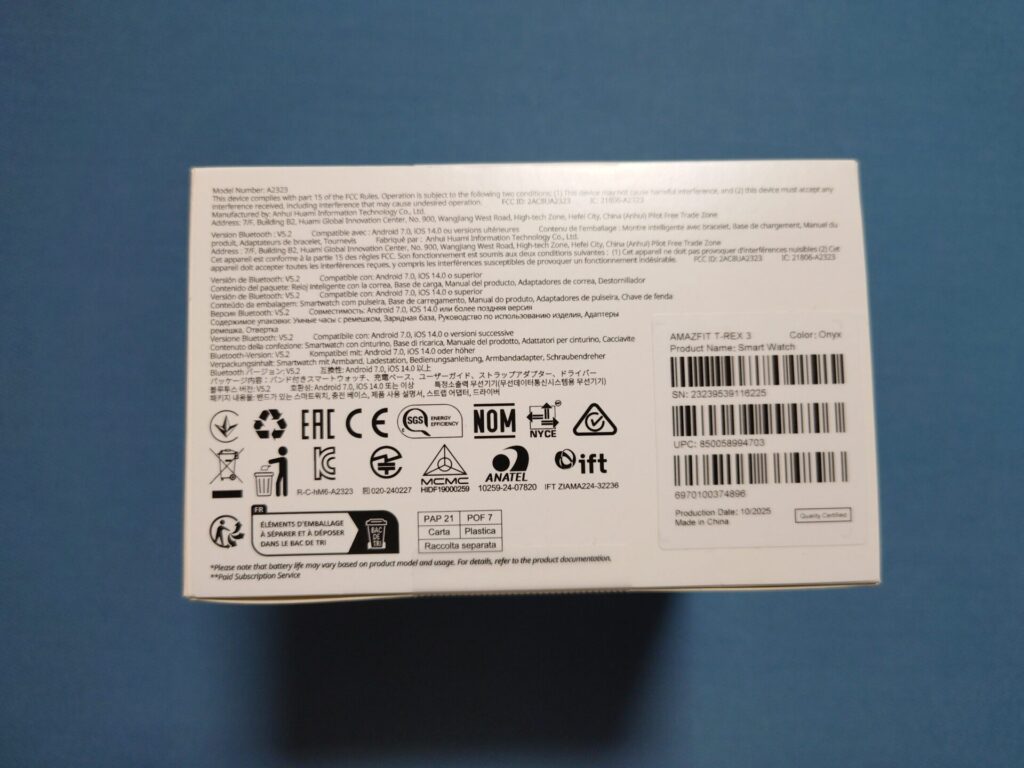 Model Number: A2323
This device complies with part 15 of the FCC Rules. Operation is subject to the following two conditions: (1) This device may not cause harmful interference, and (2) this device must accept any
interference received, including interference that may cause undesired operation. FCC ID: 2AC8UA2323 IC: 21806-A2323
Manufactured by: Anhui Huami Information Technology Co., Ltd.
Address: 7/F, Building B2, Huami Global Innovation Center, No. 900, Wangjiang West Road, High-tech Zone, Hefei City, China (Anhui) Pilot Free Trade Zone
Version Bluetooth : V5.2 Compatible avec : Android 7.0, iOS 14.0 ou versions ultérieures Contenu de l'emballage : Montre intelligente avec bracelet, Base de chargement, Manuel du
produit, Adaptateurs de bracelet, Tournevis Fabriqué par : Anhui Huami Information Technology Co., Ltd.
Address : 7/F, Building B2, Huami Global Innovation Center, No. 900, Wangjiang West Road, High-tech Zone, Hefei City, China (Anhui) Pilot Free Trade Zone
Cet appareil est conforme à la partie 15 des règles FCC. Son fonctionnement est soumis aux deux conditions suivantes : (1) Cet appareil ne doit pas provoquer d'interférences nuisibles (2) Cet
appareil doit accepter toutes les interférences reçues, y compris les interférences susceptibles de provoquer un fonctionnement indésirable. FCC ID: 2AC8UA2323 IC: 21806-A2323
Versión de Bluetooth: V5.2 Compatible con: Android 7.0, iOS 14.0 o superior
Contenido del paquete: Reloj inteligente con la correa, Base de carga, Manual del producto, Adaptadores de correa, Destornillador
Versão de Bluetooth: V5.2 Compatible con: Android 7.0, iOS 14.0 o superior
Conteúdo da embalagem: Smartwatch com pulseira, Base de carregamento, Manual do produto, Adaptadores de pulseira, Chave de fenda
Версия Bluetooth: V5.2 Совместимость: Android 7.0, iOS 14.0 или более поздняя версия
Содержимое упаковки: Умные часы с ремешком, Зарядная база, Руководство по использованию изделия, Адаптеры
ремешка, Отвертка
Versione Bluetooth: V5.2 Compatibile con: Android 7.0, iOS 14.0 o versioni successive
Contenuto della confezione: Smartwatch con cinturino, Base di ricarica, Manuale del prodotto, Adattatori per cinturino, Cacciavite
Bluetooth-Version: V5.2 Kompatibel mit: Android 7.0, iOS 14.0 oder höher
Verpackungsinhalt: Smartwatch mit Armband, Ladestation, Bedienungsanleitung, Armbandadapter, Schraubendreher
Bluetooth バージョン: V5.2 互換性: Android 7.0, iOS 14.0 以上
パッケージ内容：バンド付きスマートウォッチ、充電ベース、ユーザーガイド、ストラップアダプター、ドライバー
블루투스 버전: V5.2 호환성: Android 7.0, iOS 14.0 또는 이상 특정소출력 무선기기(무선데이터통신시스템용 무선기기)
패키지 내용물: 밴드가 있는 스마트워치, 충전 베이스, 제품 사용 설명서, 스트랩 어댑터, 드라이버
EAC CE SGS ENERGY EFFICIENCY NOM NYCE
R-C-hM6-A2323 020-240227 MCMC HIDF19000259 ANATEL 10259-24-07820 ift IFT ZIAMA224-32236
FR
ÉLÉMENTS D'EMBALLAGE
À SÉPARER ET À DÉPOSER
DANS LE BAC DE TRI
BAC DE TRI
PAP 21 POF 7
Carta Plastica
Raccolta separata
*Please note that battery life may vary based on product model and usage. For details, refer to the product documentation.
**Paid Subscription Service
AMAZFIT T-REX 3 Color: Onyx
Product Name: Smart Watch
SN: 23239539116225
UPC: 850058994703
6970100374896
Production Date: 10/2025
Made in China
Quality Certified